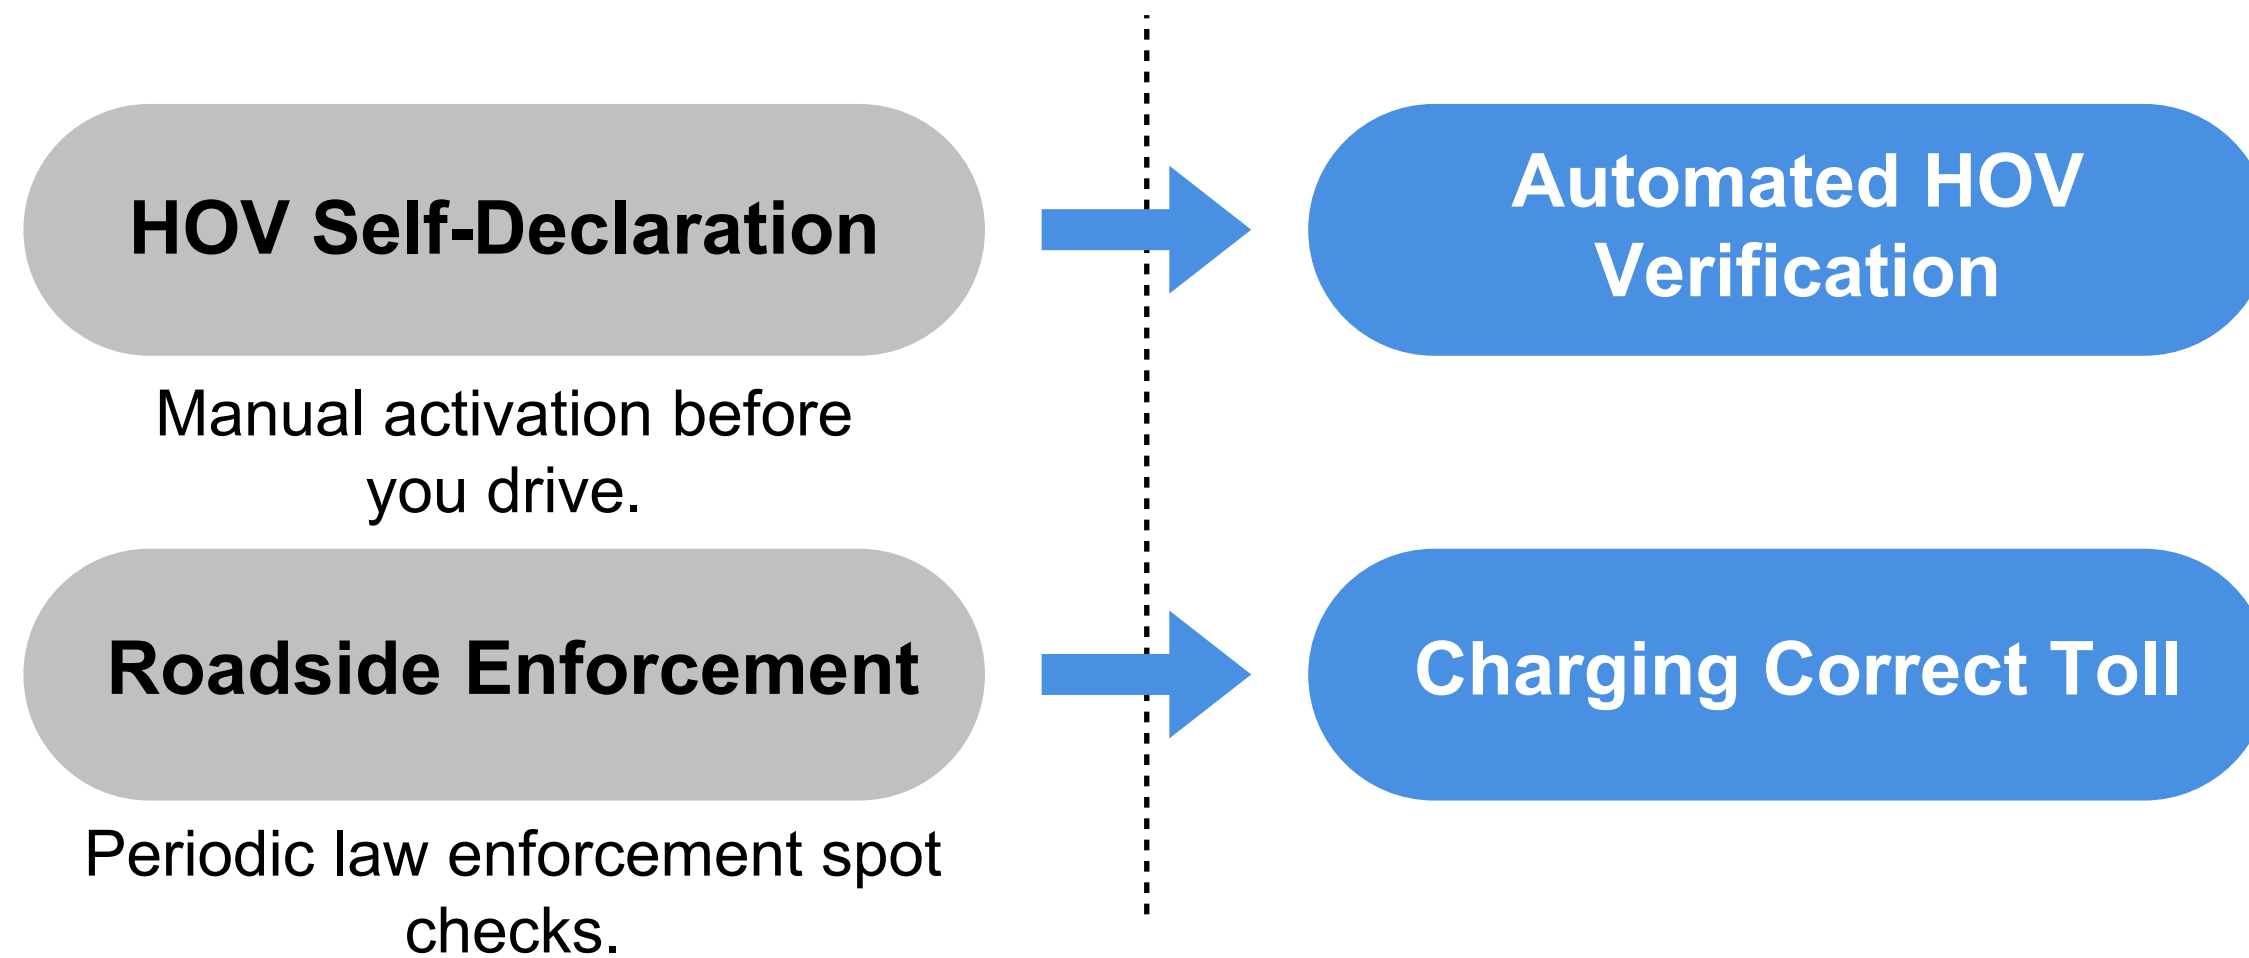 HOV Self-Declaration
Automated HOV
Verification
Manual activation before
you drive.
Roadside Enforcement
Charging Correct Toll
Periodic law enforcement spot
checks.